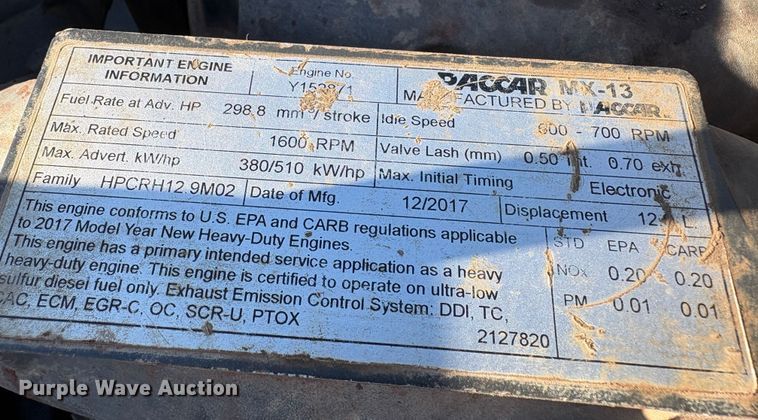 IMPORTANT ENGINE
INFORMATION
Engine No.
PACCAR MX-13
MANUFACTURED BY PACCAR
Fuel Rate at Adv. HP 298.8 mm³/ stroke
Idle Speed 600 - 700 RPM
Max. Rated Speed 1600 RPM
Valve Lash (mm) 0.50 int. 0.70 exh.
Max. Advert. kW/hp 380/510 kW/hp
Max. Initial Timing Electronic
Family HPCRH12.9M02
Date of Mfg. 12/2017
Displacement L.
This engine conforms to U.S. EPA and CARB regulations applicable
to 2017 Model Year New Heavy-Duty Engines.
This engine has a primary intended service application as a heavy
heavy-duty engine. This engine is certified to operate on ultra-low
sulfur diesel fuel only. Exhaust Emission Control System: DDI, TC,
CAC, ECM, EGR-C, OC, SCR-U, PTOX
STD EPA CARB
NOx 0.20 0.20
PM 0.01 0.01
2127820
Purple Wave Auction